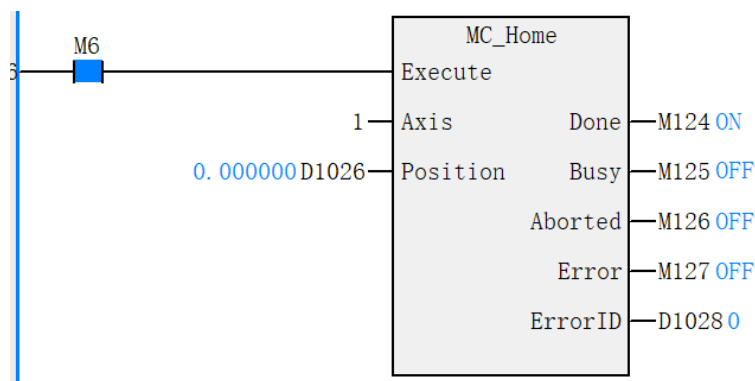 MC_Home
M6
Execute
1 Axis Done M124 ON
0.000000 D1026 Position Busy M125 OFF
Aborted M126 OFF
Error M127 OFF
ErrorID D1028 0